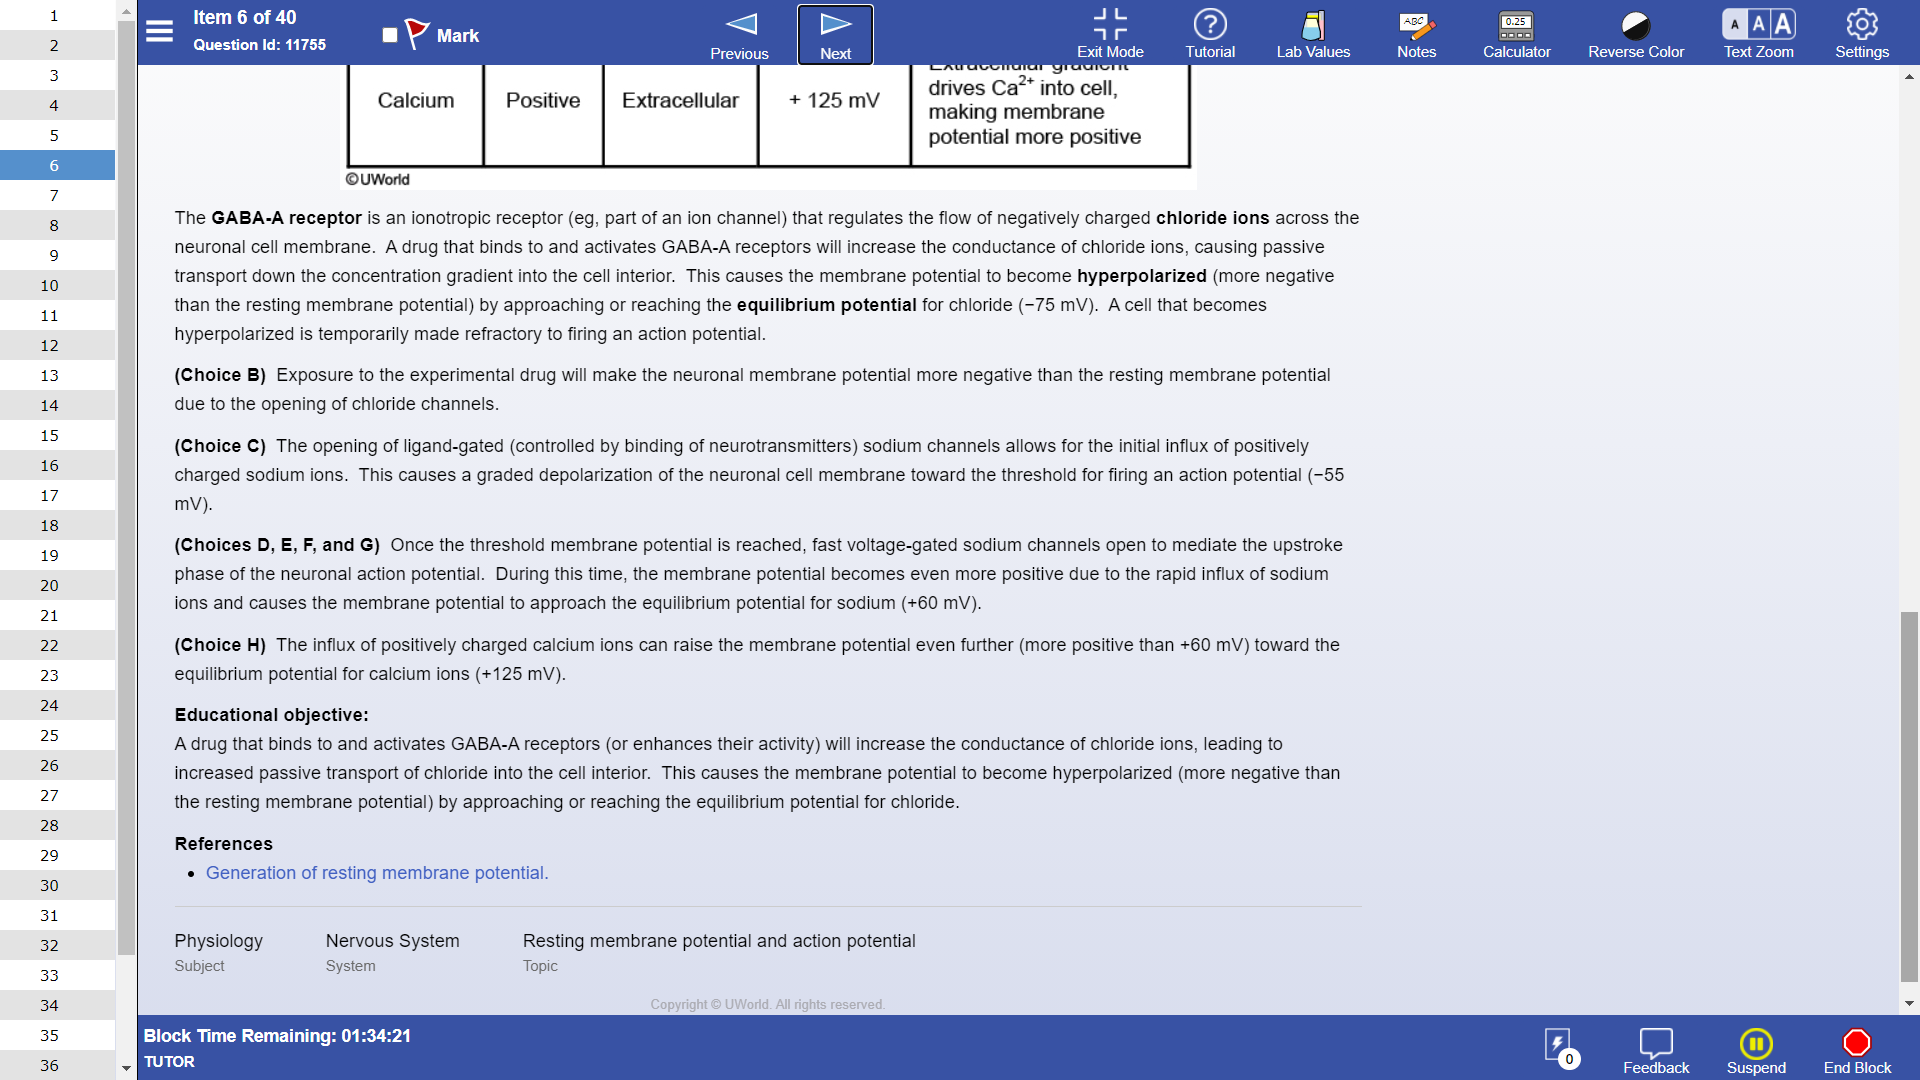 Item 6 of 40
Question Id: 11755
Mark
Previous
Next
Exit Mode
Tutorial
Lab Values
ABC
Notes
0.25
Calculator
Reverse Color
A A A
Text Zoom
Settings
1
2
3
4
5
6
7
8
9
10
11
12
13
14
15
16
17
18
19
20
21
22
23
24
25
26
27
28
29
30
31
32
33
34
35
36
Calcium
Positive
Extracellular
+ 125 mV
Extracellular gradient
drives Ca²⁺ into cell,
making membrane
potential more positive
©UWorld
The GABA-A receptor is an ionotropic receptor (eg, part of an ion channel) that regulates the flow of negatively charged chloride ions across the
neuronal cell membrane. A drug that binds to and activates GABA-A receptors will increase the conductance of chloride ions, causing passive
transport down the concentration gradient into the cell interior. This causes the membrane potential to become hyperpolarized (more negative
than the resting membrane potential) by approaching or reaching the equilibrium potential for chloride (−75 mV). A cell that becomes
hyperpolarized is temporarily made refractory to firing an action potential.
(Choice B) Exposure to the experimental drug will make the neuronal membrane potential more negative than the resting membrane potential
due to the opening of chloride channels.
(Choice C) The opening of ligand-gated (controlled by binding of neurotransmitters) sodium channels allows for the initial influx of positively
charged sodium ions. This causes a graded depolarization of the neuronal cell membrane toward the threshold for firing an action potential (−55
mV).
(Choices D, E, F, and G) Once the threshold membrane potential is reached, fast voltage-gated sodium channels open to mediate the upstroke
phase of the neuronal action potential. During this time, the membrane potential becomes even more positive due to the rapid influx of sodium
ions and causes the membrane potential to approach the equilibrium potential for sodium (+60 mV).
(Choice H) The influx of positively charged calcium ions can raise the membrane potential even further (more positive than +60 mV) toward the
equilibrium potential for calcium ions (+125 mV).
Educational objective:
A drug that binds to and activates GABA-A receptors (or enhances their activity) will increase the conductance of chloride ions, leading to
increased passive transport of chloride into the cell interior. This causes the membrane potential to become hyperpolarized (more negative than
the resting membrane potential) by approaching or reaching the equilibrium potential for chloride.
References
• Generation of resting membrane potential.
Physiology
Subject
Nervous System
System
Resting membrane potential and action potential
Topic
Copyright © UWorld. All rights reserved.
Block Time Remaining: 01:34:21
TUTOR
0
Feedback
Suspend
End Block